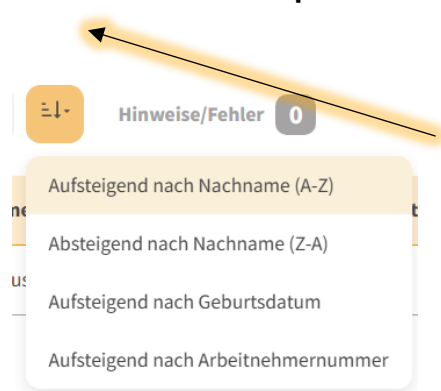 Hinweise/Fehler 0
Aufsteigend nach Nachname (A-Z)
Absteigend nach Nachname (Z-A)
Aufsteigend nach Geburtsdatum
Aufsteigend nach Arbeitnehmernummer